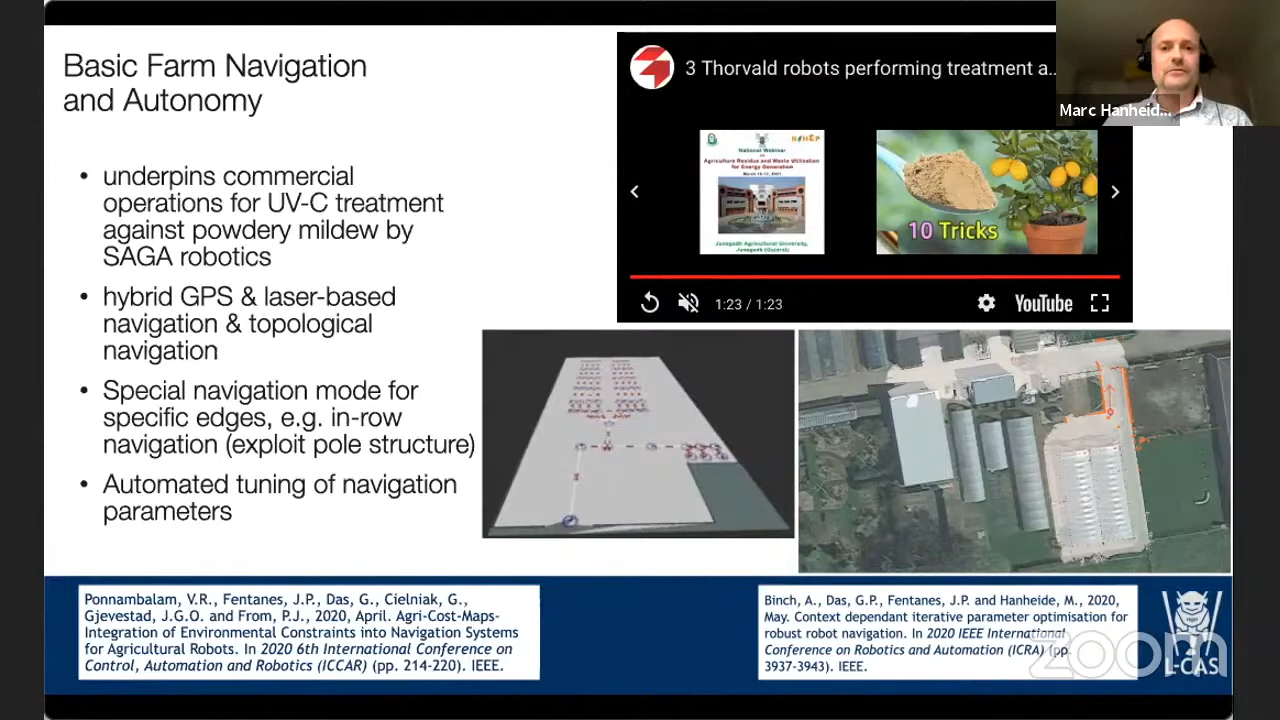 Basic Farm Navigation
and Autonomy
• underpins commercial
operations for UV-C treatment
against powdery mildew by
SAGA robotics
• hybrid GPS & laser-based
navigation & topological
navigation
• Special navigation mode for
specific edges, e.g. in-row
navigation (exploit pole structure)
• Automated tuning of navigation
parameters
3 Thorvald robots performing treatment a...
National Webinar
on
Agriculture Residue and Waste Utilization
for Energy Generation
March 16-17, 2021
Junagadh Agricultural University,
Junagadh (Gujarat)
10 Tricks
1:23 / 1:23
YouTube
Marc Hanheid...
Ponnambalam, V.R., Fentanes, J.P., Das, G., Cielniak, G.,
Gjevestad, J.G.O. and From, P.J., 2020, April. Agri-Cost-Maps-
Integration of Environmental Constraints into Navigation Systems
for Agricultural Robots. In 2020 6th International Conference on
Control, Automation and Robotics (ICCAR) (pp. 214-220). IEEE.
Binch, A., Das, G.P., Fentanes, J.P. and Hanheide, M., 2020,
May. Context dependant iterative parameter optimisation for
robust robot navigation. In 2020 IEEE International
Conference on Robotics and Automation (ICRA) (pp.
3937-3943). IEEE.
zoom
L-CAS